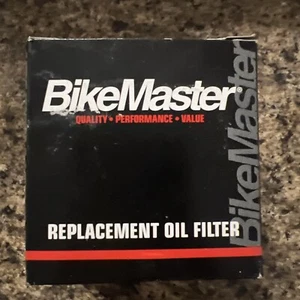 BikeMaster
QUALITY • PERFORMANCE • VALUE
BikeMaster
REPLACEMENT OIL FILTER